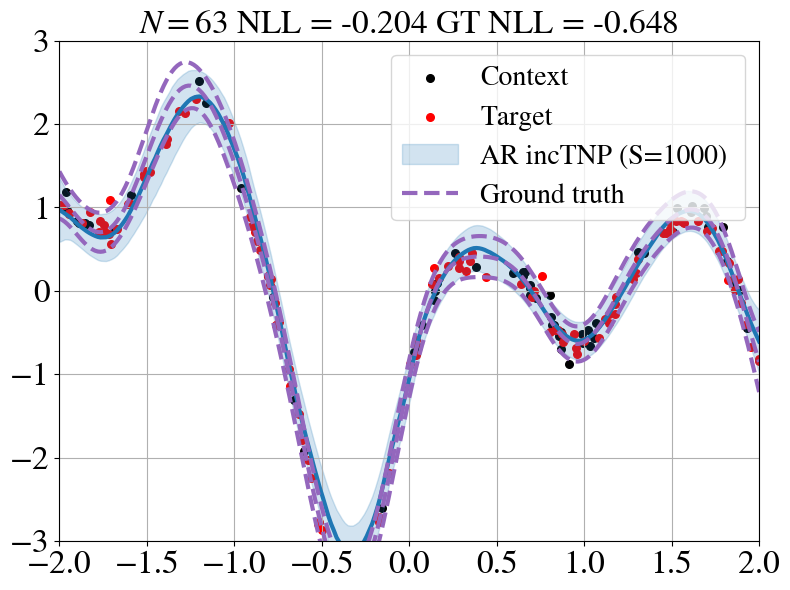 N = 63 NLL = -0.204 GT NLL = -0.648
Context
Target
AR incTNP (S=1000)
Ground truth
3
2
1
0
−1
−2
−3
−2.0 −1.5 −1.0 −0.5 0.0 0.5 1.0 1.5 2.0